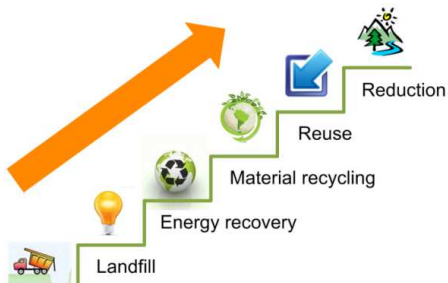 Reduction
Reuse
Material recycling
Energy recovery
Landfill